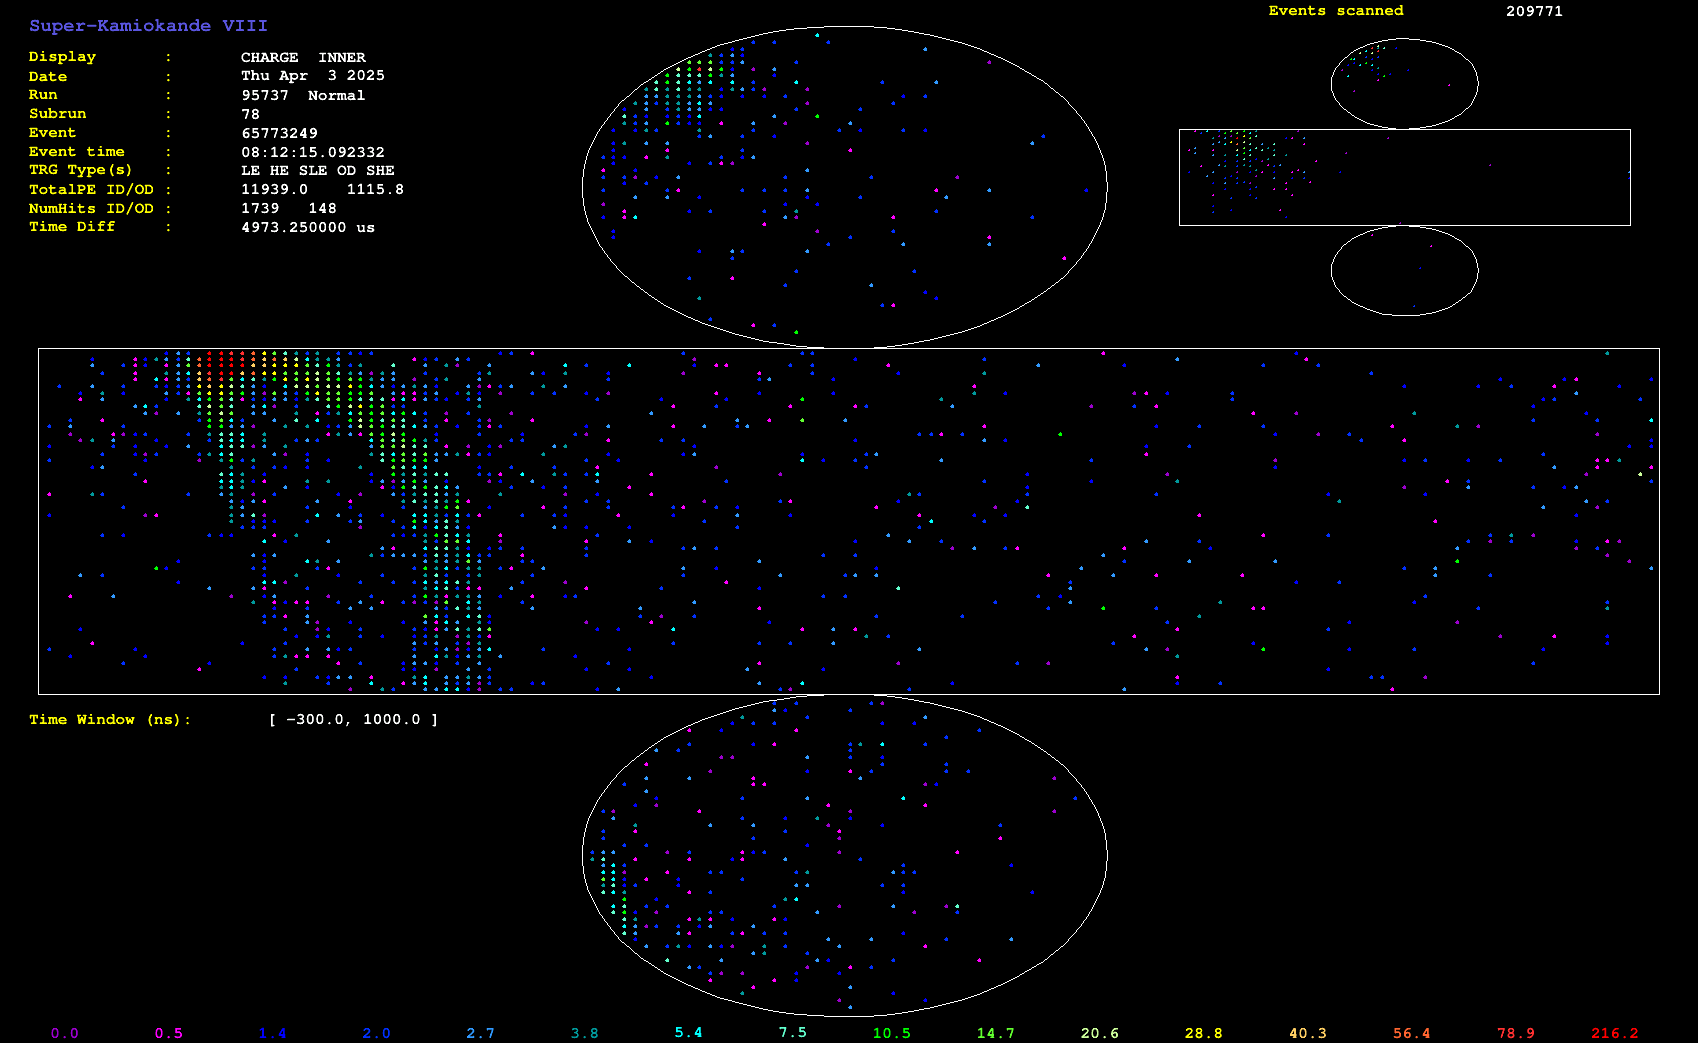 Super-Kamiokande VIII
Display : CHARGE INNER
Date : Thu Apr 3 2025
Run : 95737 Normal
Subrun : 78
Event : 65773249
Event time : 08:12:15.092332
TRG Type(s) : LE HE SLE OD SHE
TotalPE ID/OD : 11939.0 1115.8
NumHits ID/OD : 1739 148
Time Diff : 4973.250000 us
Events scanned 209771
Time Window (ns): [ -300.0, 1000.0 ]
0.0 0.5 1.4 2.0 2.7 3.8 5.4 7.5 10.5 14.7 20.6 28.8 40.3 56.4 78.9 216.2